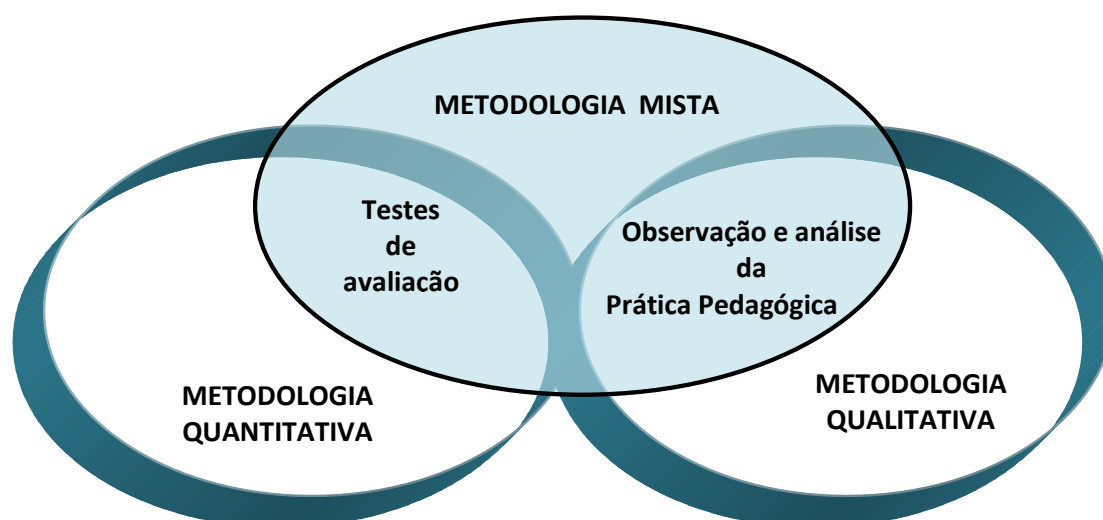 METODOLOGIA MISTA
Testes
de
avaliacão
Observação e análise
da
Prática Pedagógica
METODOLOGIA
QUANTITATIVA
METODOLOGIA
QUALITATIVA